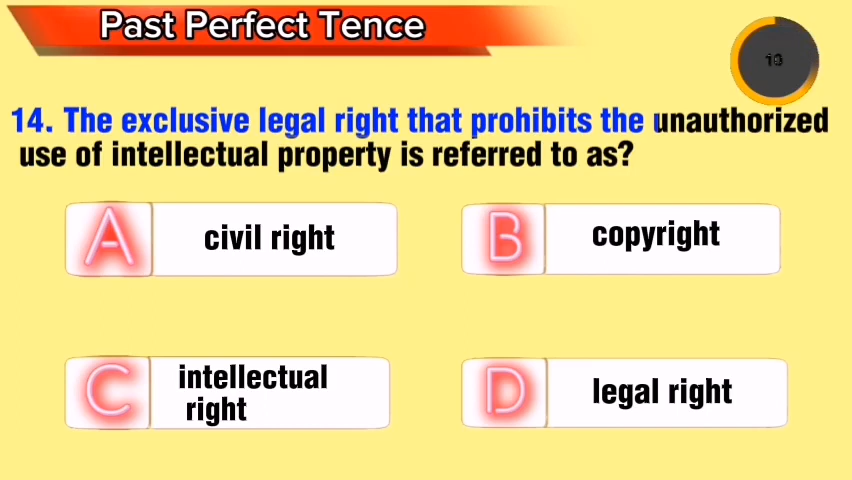 Past Perfect Tence
14. The exclusive legal right that prohibits the unauthorized
use of intellectual property is referred to as?
A civil right
B copyright
C intellectual
right
D legal right